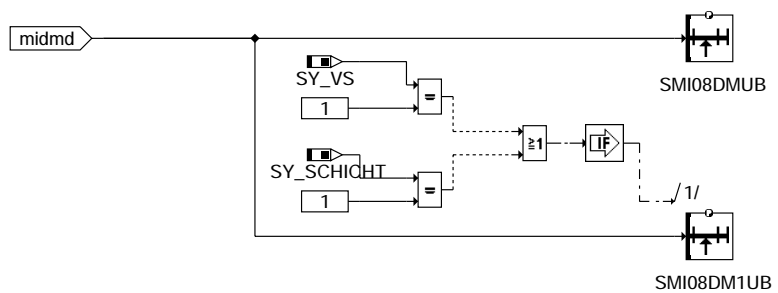 midmd
SMI08DMUB
SY_VS
1
=
≥1
IF
SY_SCHICHT
1
=
/1/
SMI08DM1UB